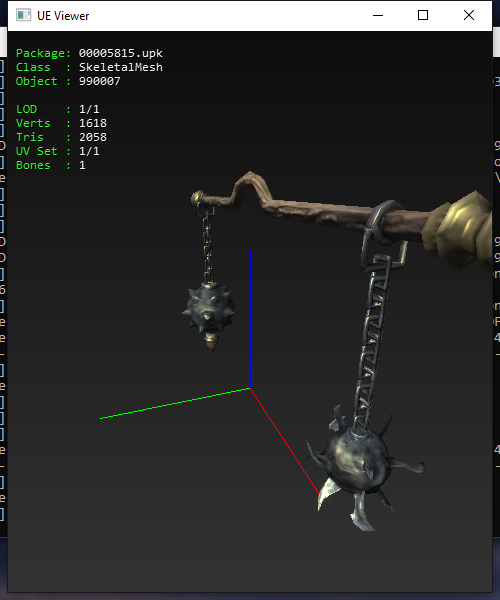 UE Viewer
Package: 00005815.upk
Class  : SkeletalMesh
Object : 990007
LOD    : 1/1
Verts  : 1618
Tris   : 2058
UV Set : 1/1
Bones  : 1